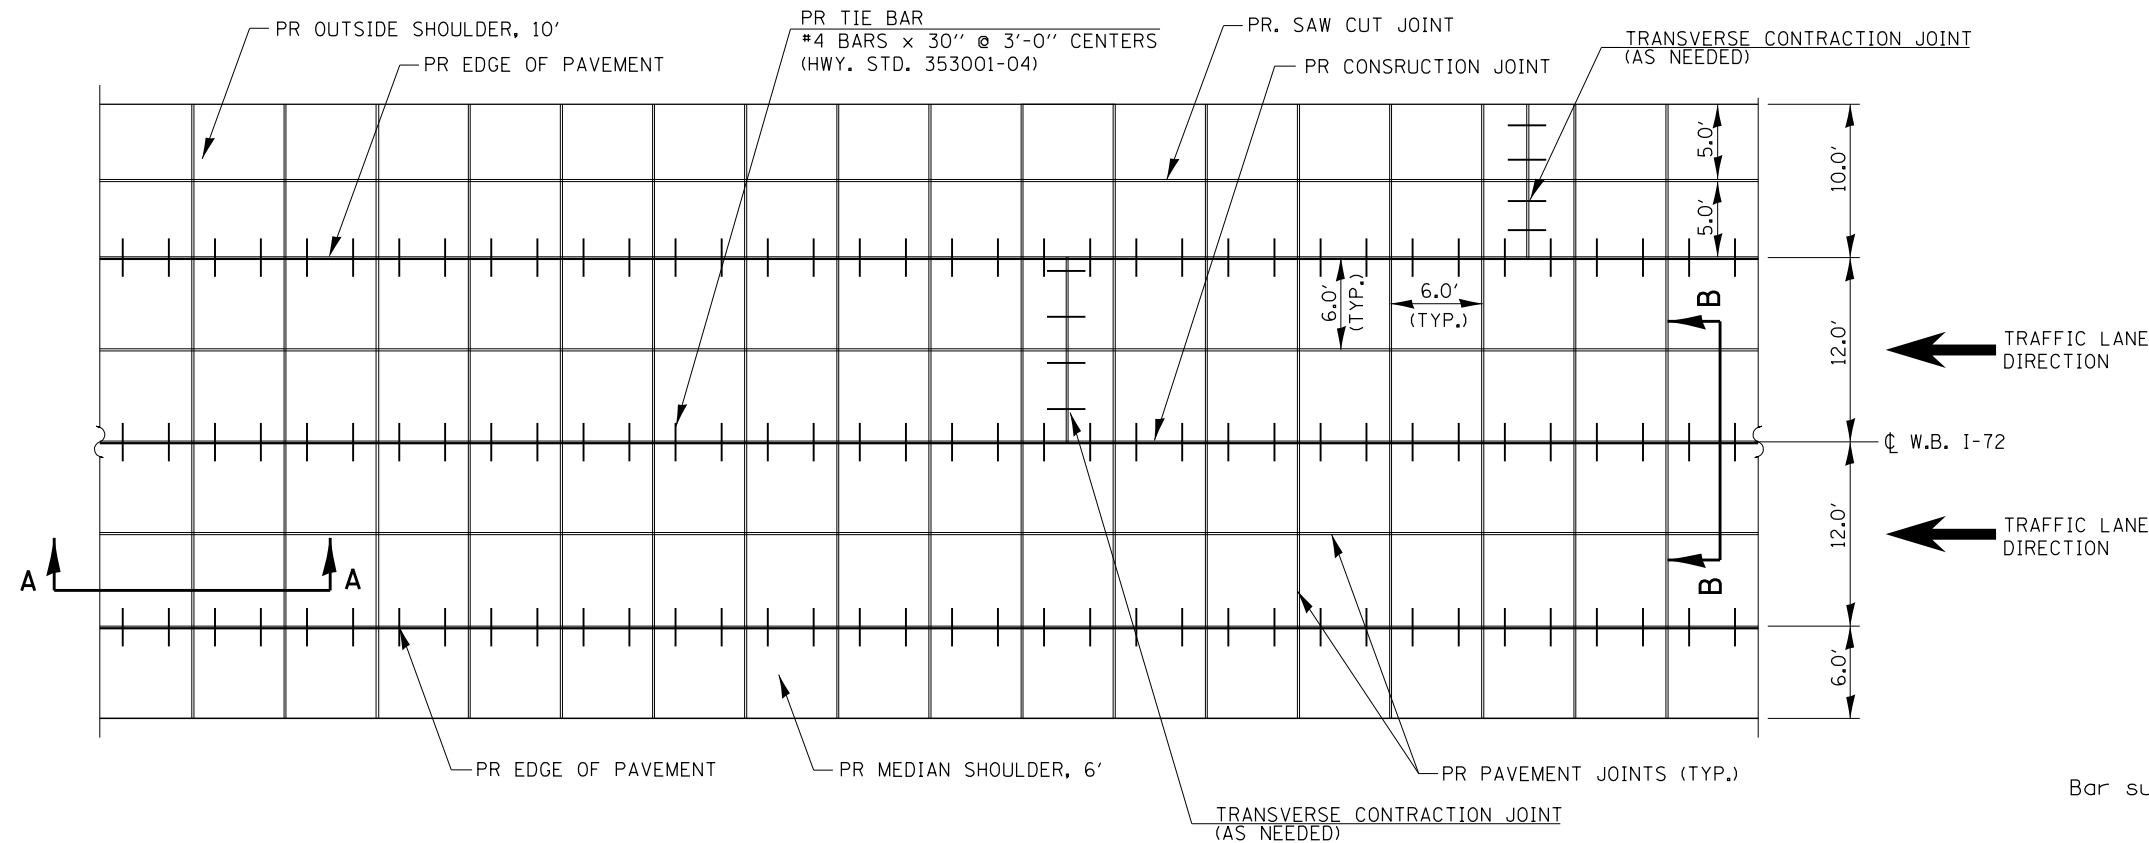 PR OUTSIDE SHOULDER, 10'
PR EDGE OF PAVEMENT
PR TIE BAR
#4 BARS x 30" @ 3'-0" CENTERS
(HWY. STD. 353001-04)
PR. SAW CUT JOINT
PR CONSRUCTION JOINT
TRANSVERSE CONTRACTION JOINT
(AS NEEDED)
5.0'
5.0'
10.0'
6.0'
(TYP.)
6.0'
(TYP.)
B
12.0'
TRAFFIC LANE
DIRECTION
℄ W.B. I-72
12.0'
TRAFFIC LANE
DIRECTION
A
A
B
6.0'
PR EDGE OF PAVEMENT
PR MEDIAN SHOULDER, 6'
PR PAVEMENT JOINTS (TYP.)
TRANSVERSE CONTRACTION JOINT
(AS NEEDED)
Bar su